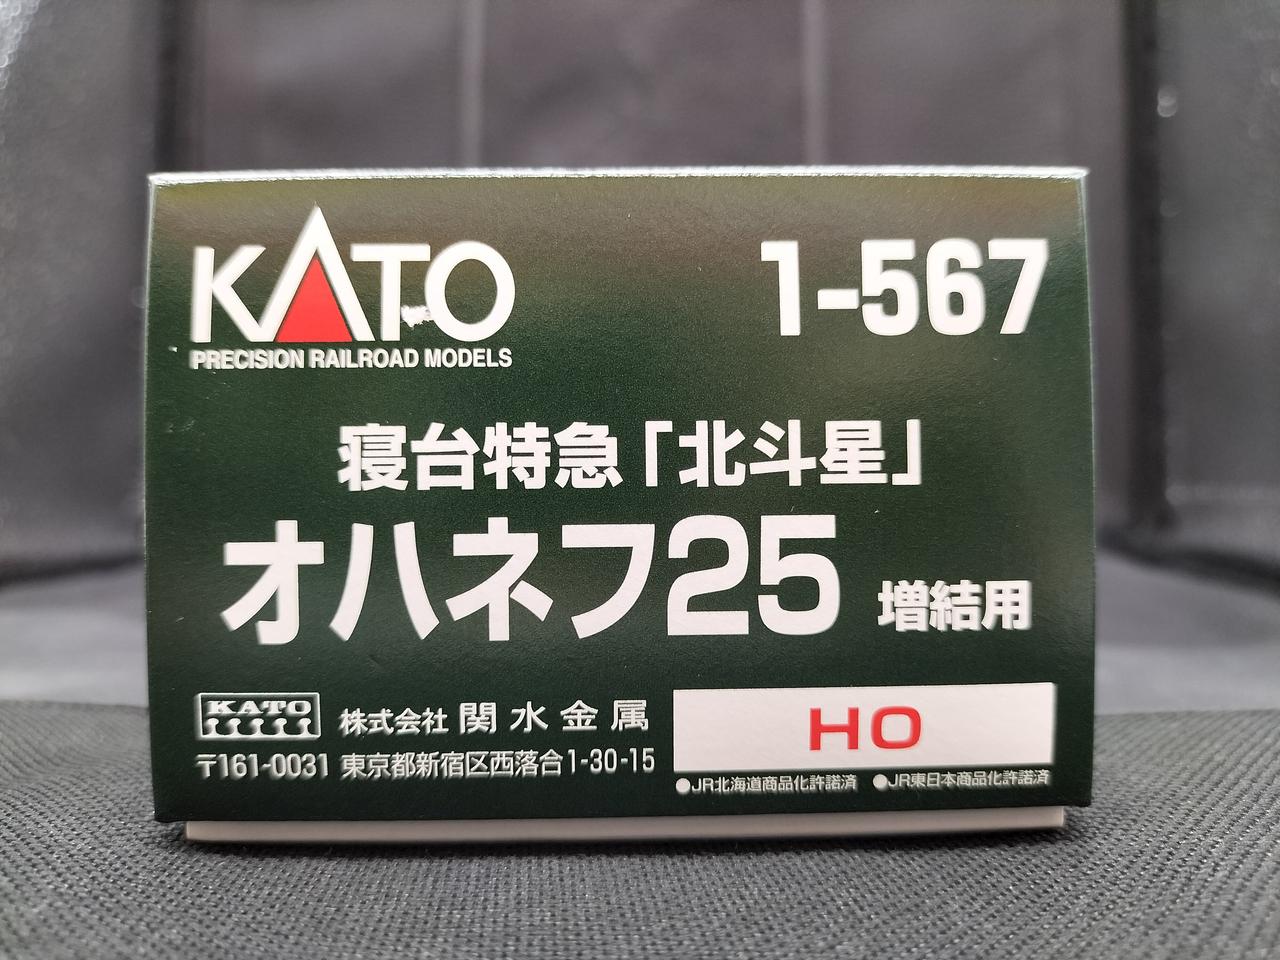 KATO 1-567
PRECISION RAILROAD MODELS
寝台特急「北斗星」
オハネフ25 増結用
KATO 株式会社 関水金属
〒161-0031 東京都新宿区西落合1-30-15
HO
●JR北海道商品化許諾済 ●JR東日本商品化許諾済